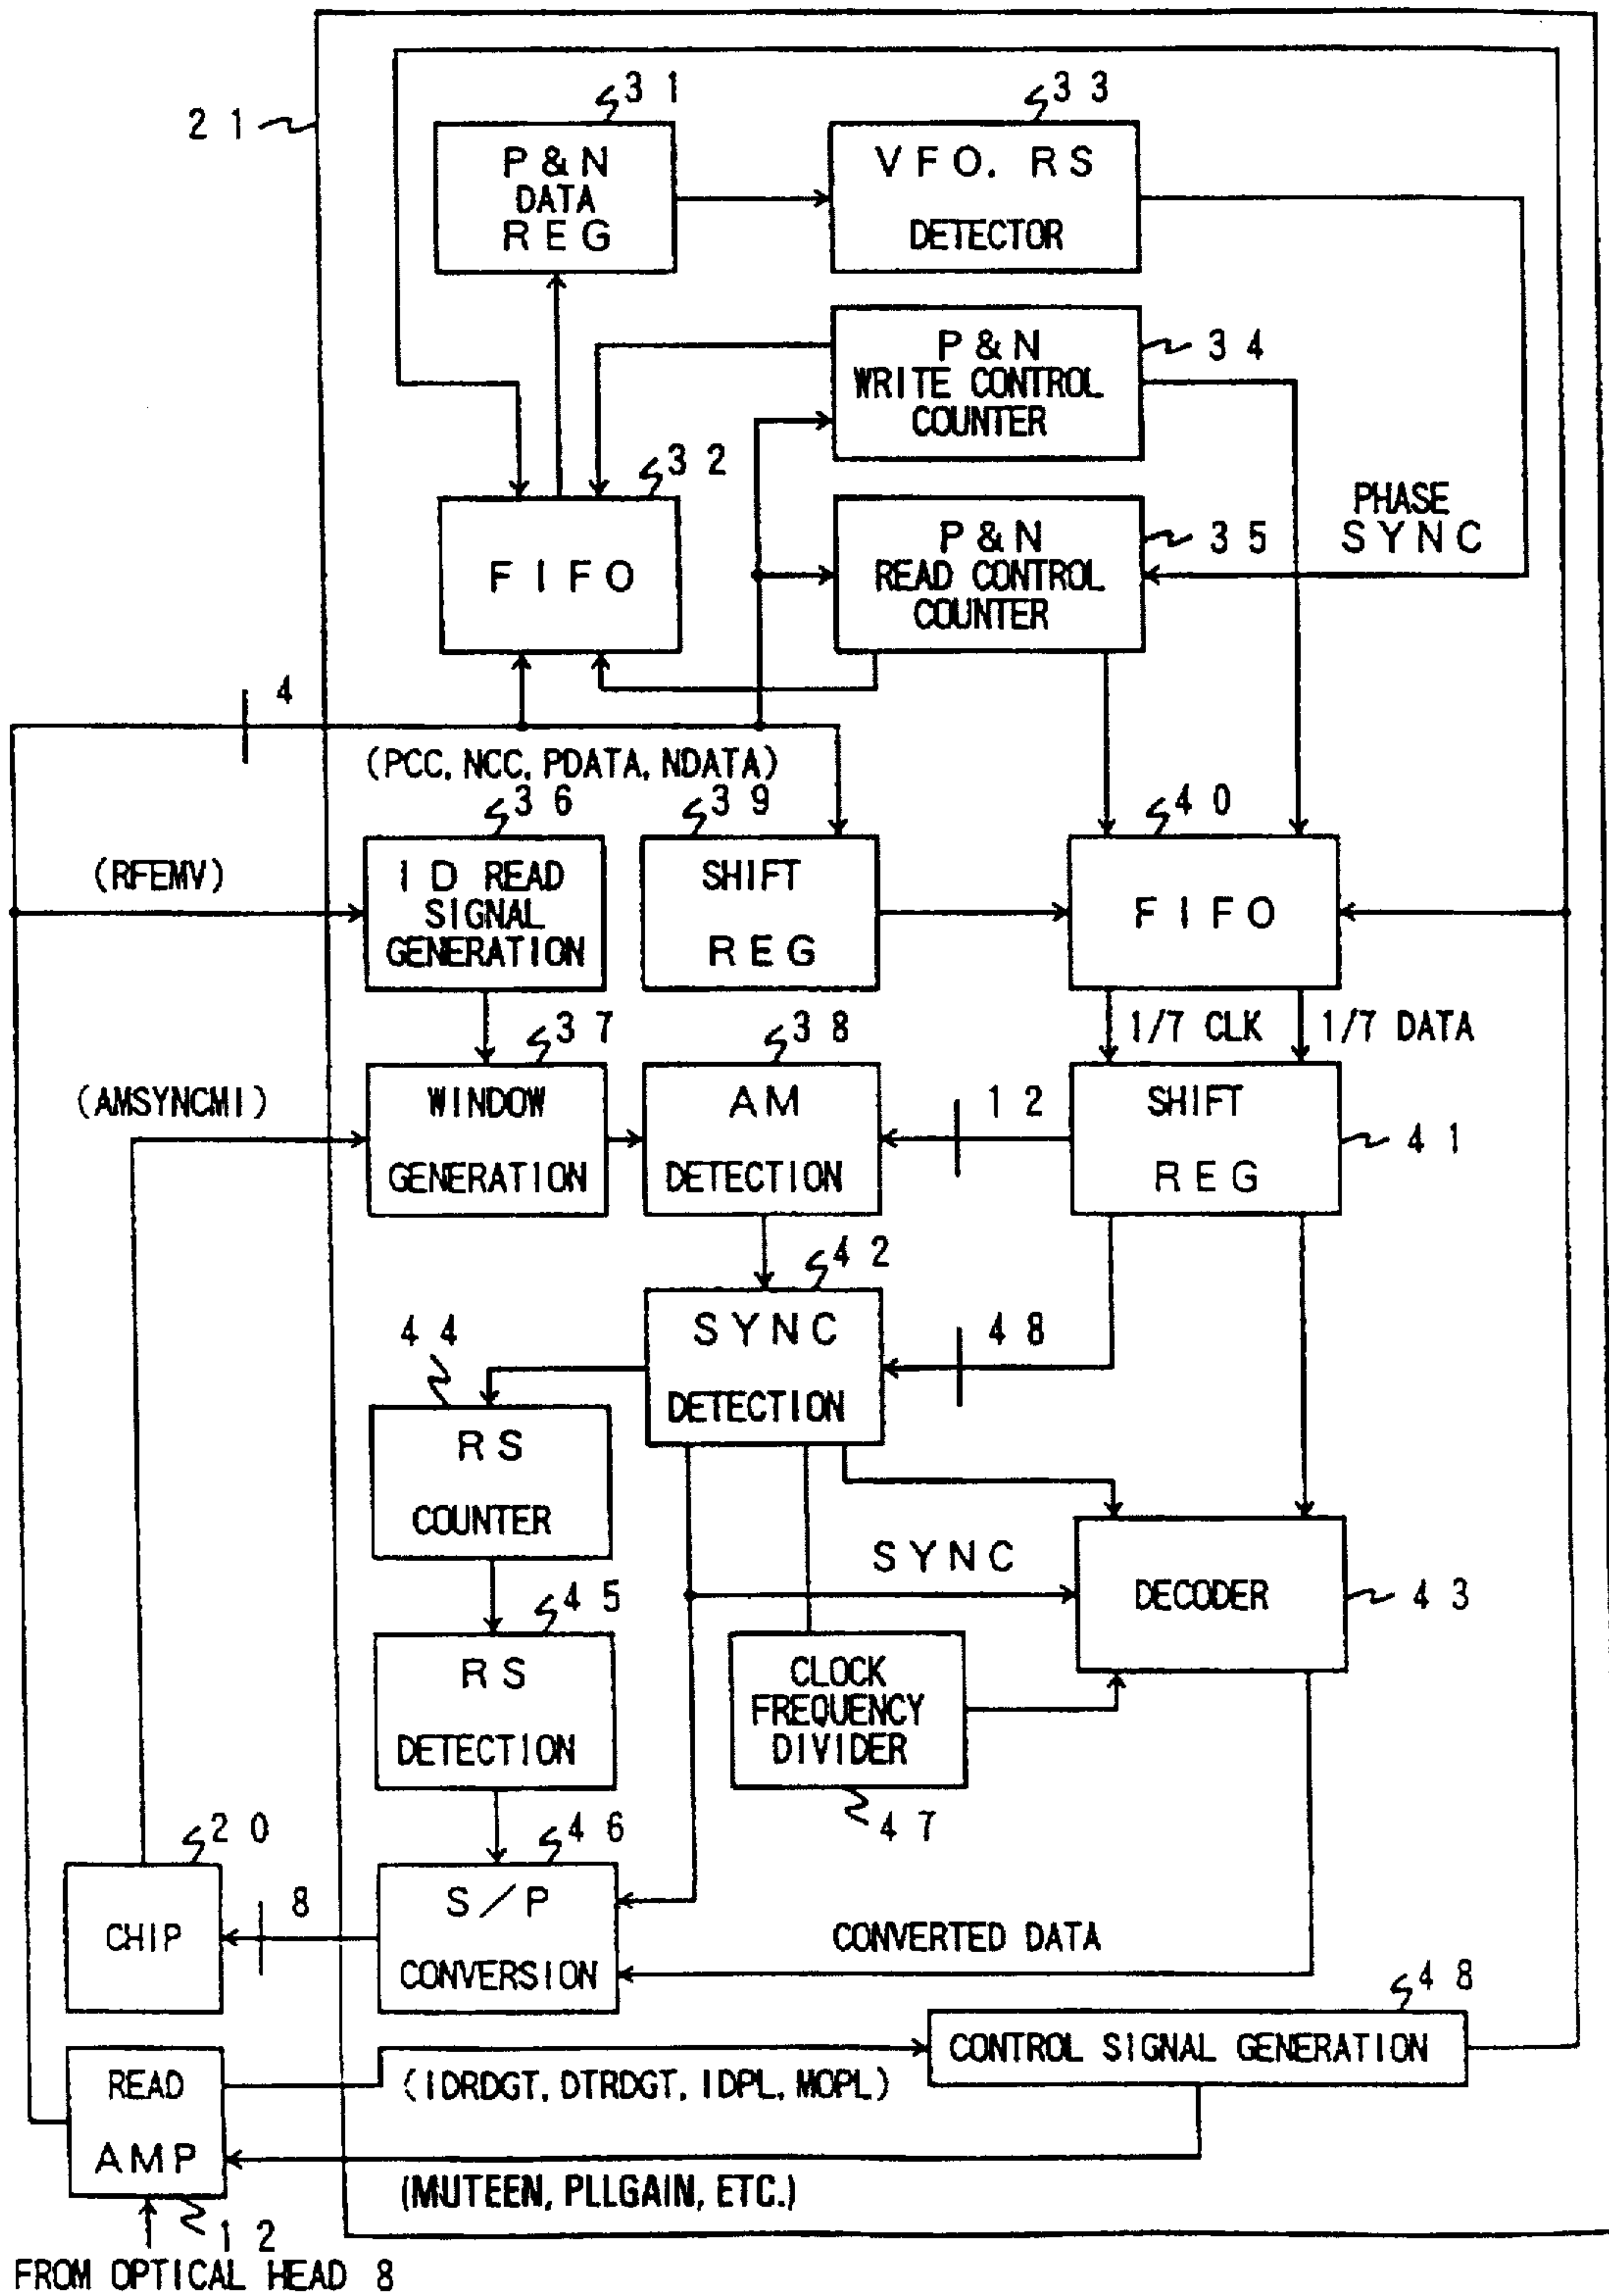 21
31
P&N
DATA
REG
33
VFO. RS
DETECTOR
P&N
WRITE CONTROL
COUNTER
34
32
FIFO
P&N
READ CONTROL
COUNTER
35
PHASE
SYNC
4
(PCC, NCC, PDATA, NDATA)
36
ID READ
SIGNAL
GENERATION
(RFEMV)
39
SHIFT
REG
40
FIFO
1/7 CLK
1/7 DATA
(AMSYNCMI)
37
WINDOW
GENERATION
38
AM
DETECTION
12
SHIFT
REG
41
42
SYNC
DETECTION
48
44
RS
COUNTER
SYNC
DECODER
43
45
RS
DETECTION
CLOCK
FREQUENCY
DIVIDER
47
20
CHIP
8
46
S/P
CONVERSION
CONVERTED DATA
48
CONTROL SIGNAL GENERATION
READ
AMP
(IDRDGT, DTRDGT, IDPL, MOPL)
(MUTEEN, PLLGAIN, ETC.)
12
FROM OPTICAL HEAD 8